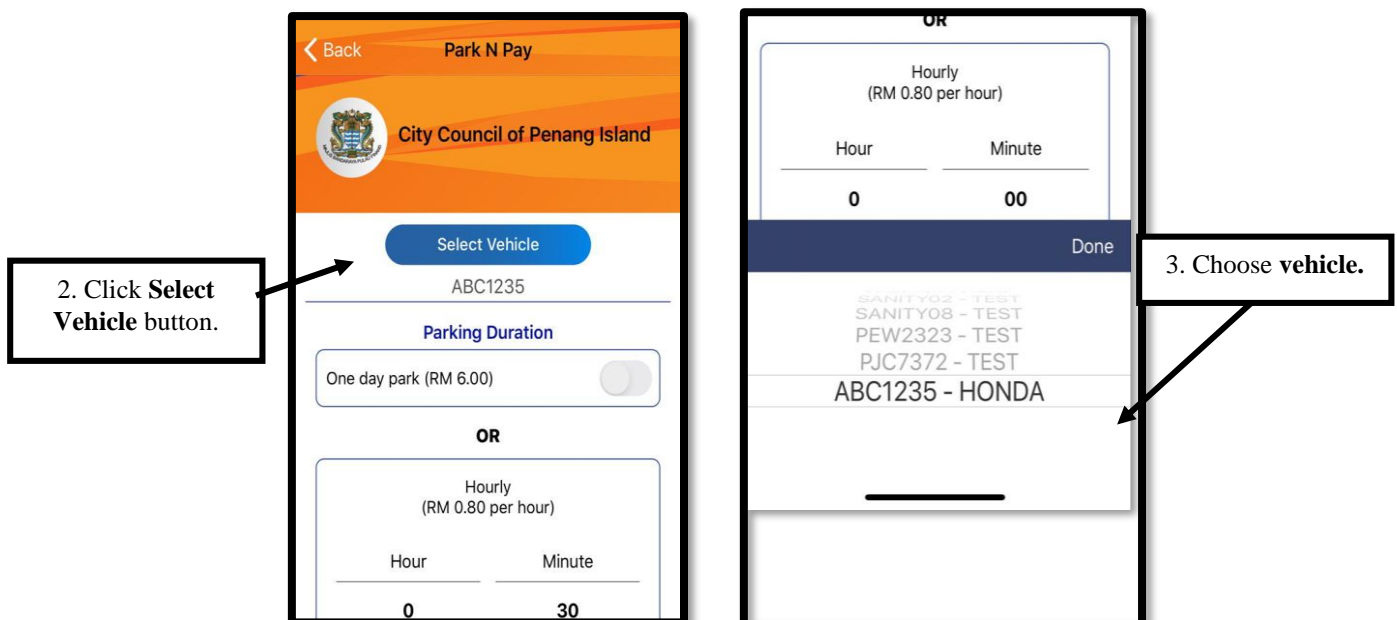 Back
Park N Pay
City Council of Penang Island
Select Vehicle
ABC1235
Parking Duration
One day park (RM 6.00)
OR
Hourly
(RM 0.80 per hour)
Hour Minute
0 30
2. Click Select
Vehicle button.
OR
Hourly
(RM 0.80 per hour)
Hour Minute
0 00
Done
SANITY02 - TEST
SANITY08 - TEST
PEW2323 - TEST
PJC7372 - TEST
ABC1235 - HONDA
3. Choose vehicle.